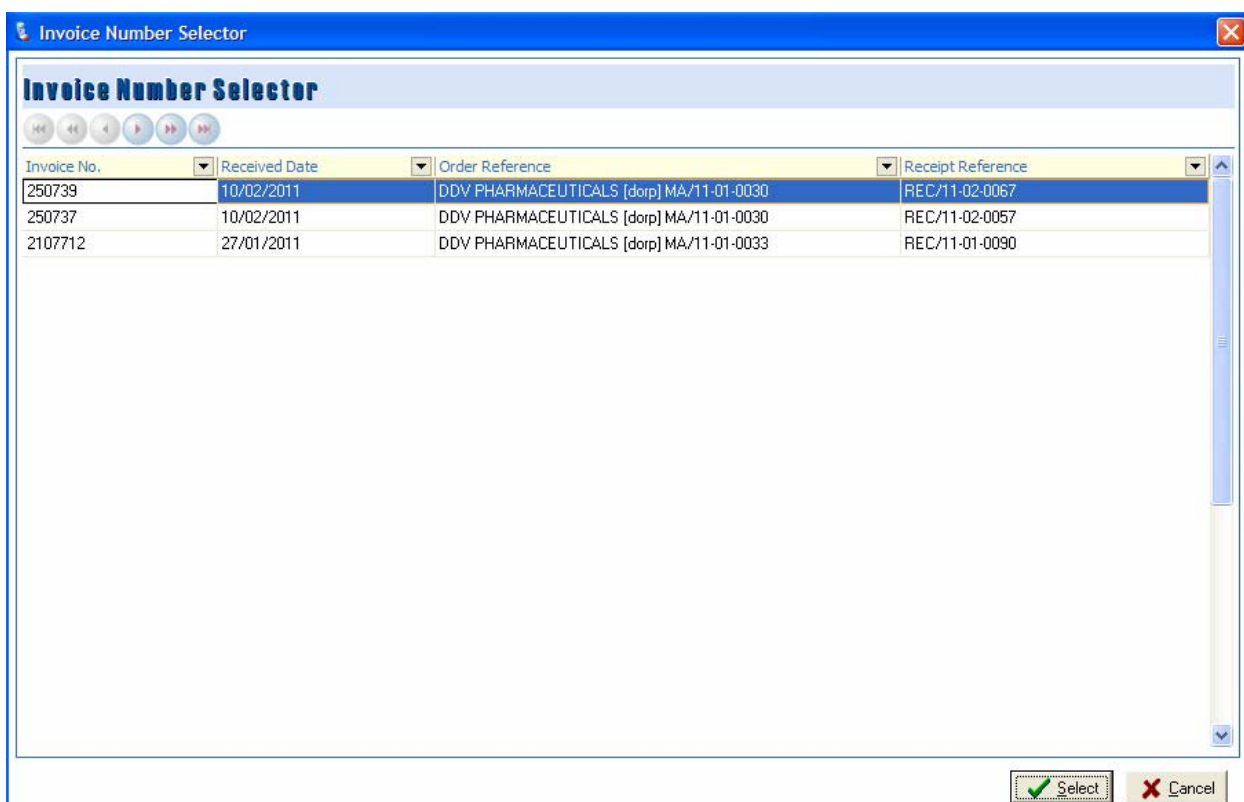 Invoice Number Selector
Invoice Number Selector
Invoice No. Received Date Order Reference Receipt Reference
250739 10/02/2011 DDV PHARMACEUTICALS [dorp] MA/11-01-0030 REC/11-02-0067
250737 10/02/2011 DDV PHARMACEUTICALS [dorp] MA/11-01-0030 REC/11-02-0057
2107712 27/01/2011 DDV PHARMACEUTICALS [dorp] MA/11-01-0033 REC/11-01-0090
Select Cancel